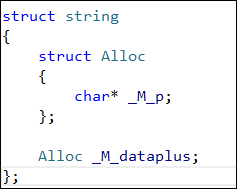 struct string
{
    struct Alloc
    {
        char* _M_p;
    };

    Alloc _M_dataplus;
};